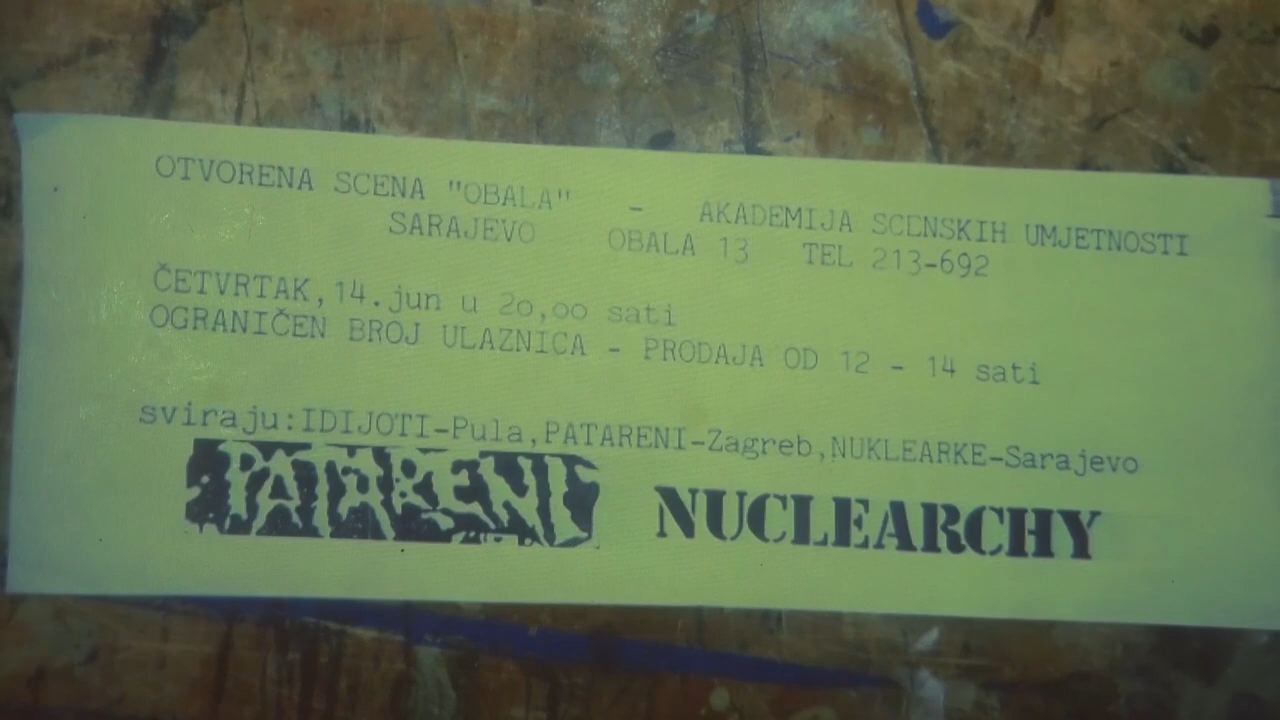 OTVORENA SCENA "OBALA" - AKADEMIJA SCENSKIH UMJETNOSTI
SARAJEVO OBALA 13 TEL 213-692
ČETVRTAK,14.jun u 2o,oo sati
OGRANIČEN BROJ ULAZNICA - PRODAJA OD 12 - 14 sati
sviraju:IDIJOTI-Pula,PATARENI-Zagreb,NUKLEARKE-Sarajevo
PATARENI NUCLEARCHY